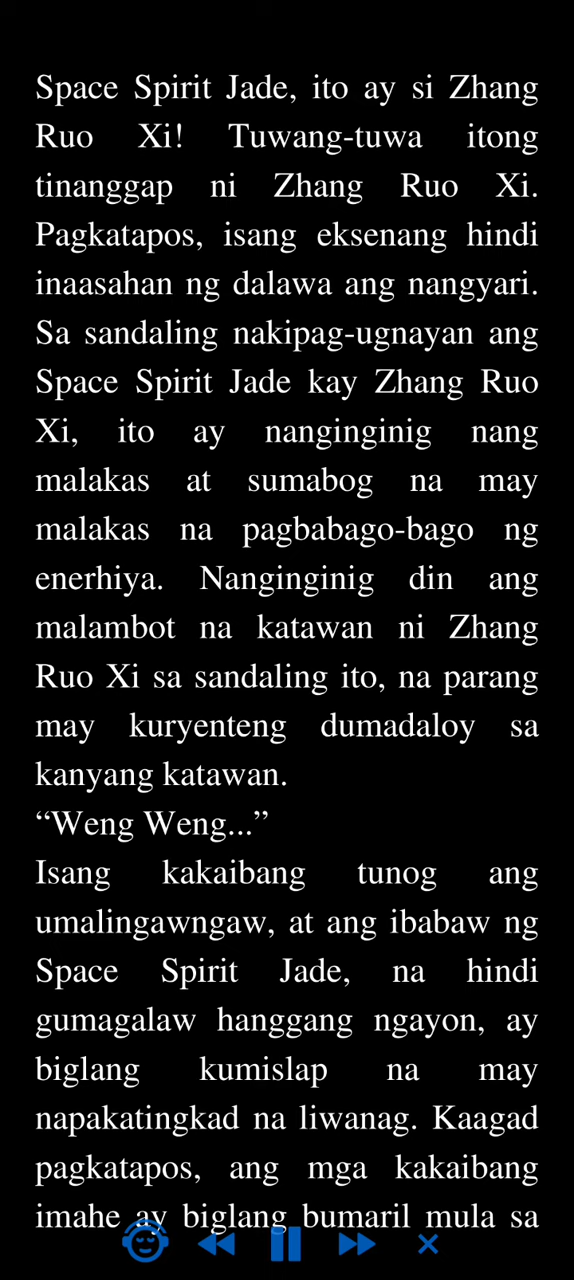 Space Spirit Jade, ito ay si Zhang
Ruo Xi! Tuwang-tuwa itong
tinanggap ni Zhang Ruo Xi.
Pagkatapos, isang eksenang hindi
inaasahan ng dalawa ang nangyari.
Sa sandaling nakipag-ugnayan ang
Space Spirit Jade kay Zhang Ruo
Xi, ito ay nanginginig nang
malakas at sumabog na may
malakas na pagbabago-bago ng
enerhiya. Nanginginig din ang
malambot na katawan ni Zhang
Ruo Xi sa sandaling ito, na parang
may kuryenteng dumadaloy sa
kanyang katawan.
“Weng Weng...”
Isang kakaibang tunog ang
umalingawngaw, at ang ibabaw ng
Space Spirit Jade, na hindi
gumagalaw hanggang ngayon, ay
biglang kumislap na may
napakatingkad na liwanag. Kaagad
pagkatapos, ang mga kakaibang
imahe ay biglang bumaril mula sa